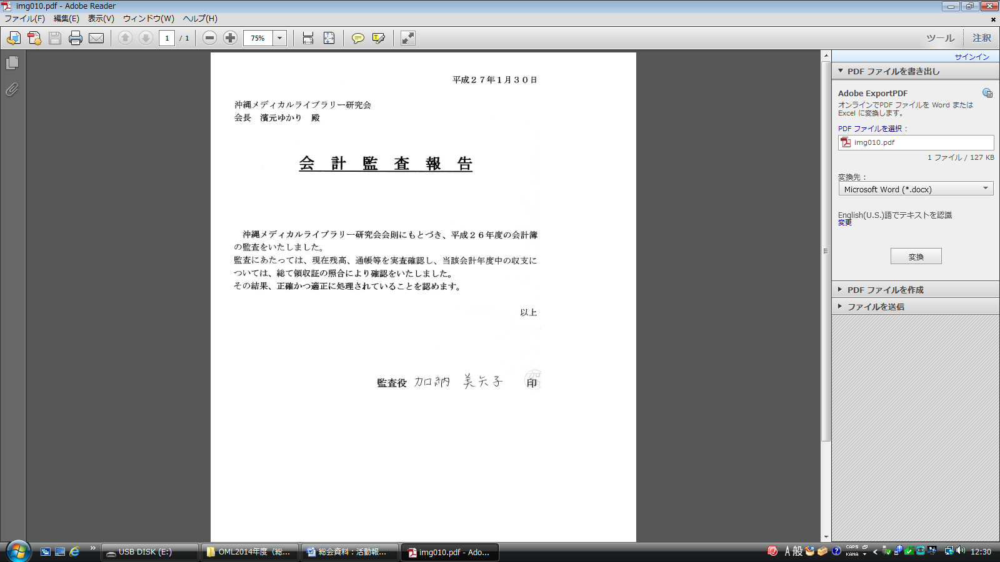 img010.pdf - Adobe Reader
ファイル(F) 編集(E) 表示(V) ウィンドウ(W) ヘルプ(H)
1 / 1 75% ツール 注釈
サインイン
PDF ファイルを書き出し
Adobe ExportPDF
オンラインでPDF ファイルを Word または
Excel に変換します。
PDF ファイルを選択：
img010.pdf
1 ファイル / 127 KB
変換先：
Microsoft Word (*.docx)
English(U.S.)語でテキストを認識
変更
変換
PDF ファイルを作成
ファイルを送信
平成２７年１月３０日
沖縄メディカルライブラリー研究会
会長　濱元ゆかり　殿
会　計　監　査　報　告
沖縄メディカルライブラリー研究会会則にもとづき、平成２６年度の会計簿
の監査をいたしました。
監査にあたっては、現在残高、通帳等を実査確認し、当該会計年度中の収支に
ついては、総て領収証の照合により確認をいたしました。
その結果、正確かつ適正に処理されていることを認めます。
以上
監査役 加納　美矢子　印
USB DISK (E:) OML2014年度（総... 総会資料：活動報... img010.pdf - Ado... A 般 CAPS KANA 12:30